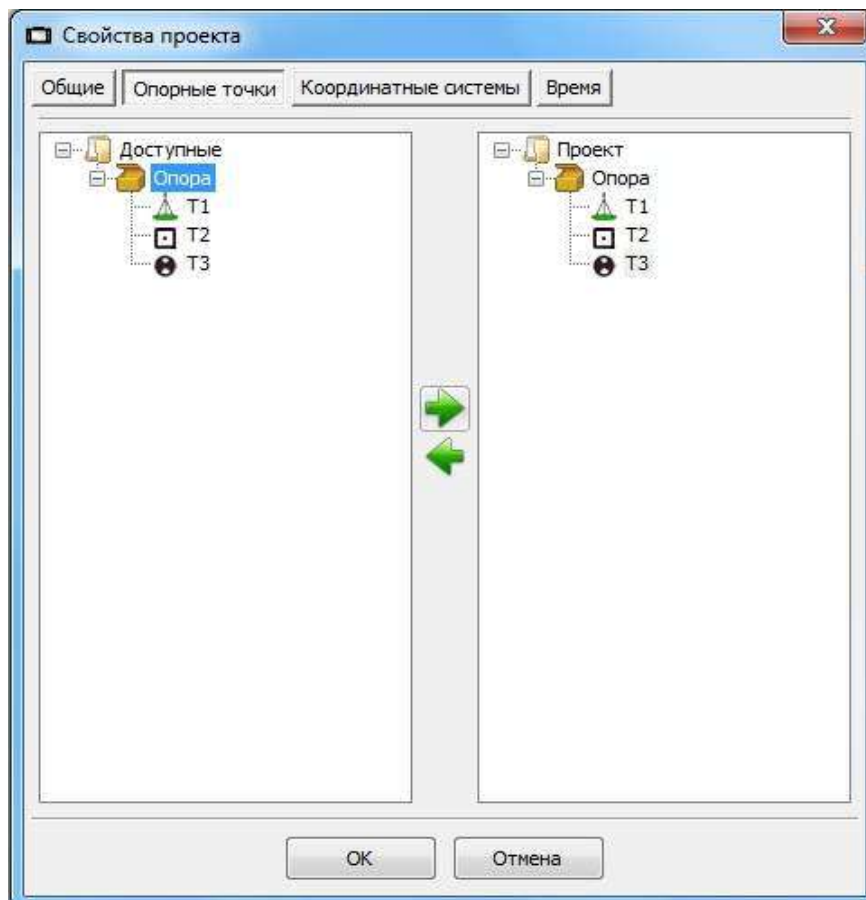 Свойства проекта
Общие Опорные точки Координатные системы Время
Доступные
Опора
T1
T2
T3
Проект
Опора
T1
T2
T3
OK Отмена